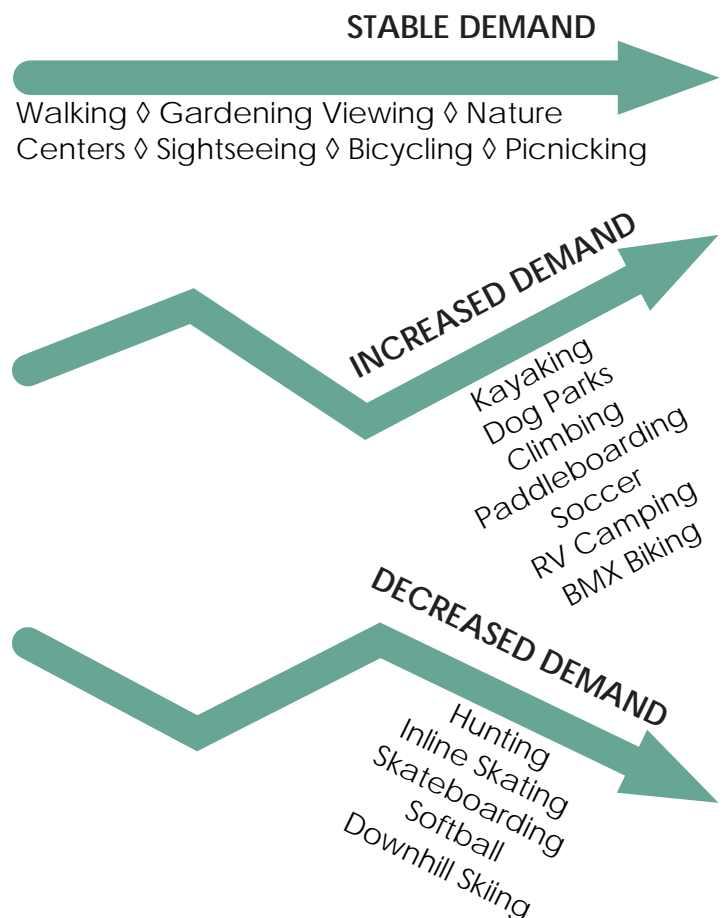 STABLE DEMAND
Walking ◊ Gardening Viewing ◊ Nature
Centers ◊ Sightseeing ◊ Bicycling ◊ Picnicking
INCREASED DEMAND
Kayaking
Dog Parks
Climbing
Paddleboarding
Soccer
RV Camping
BMX Biking
DECREASED DEMAND
Hunting
Inline Skating
Skateboarding
Softball
Downhill Skiing